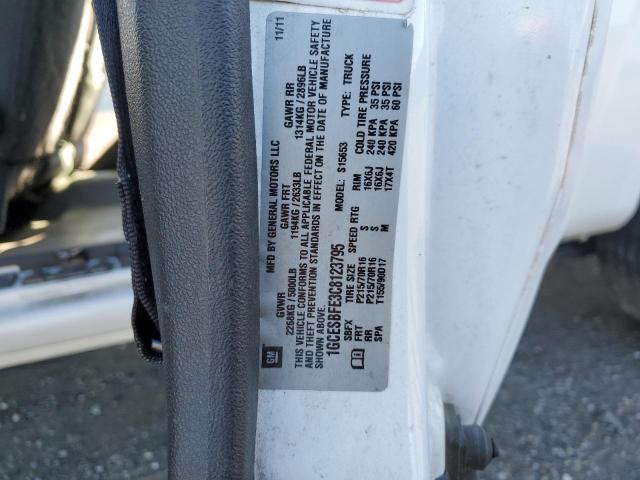 MFD BY GENERAL MOTORS LLC 11/11
GVWR GAWR FRT GAWR RR
2268KG / 5000LB 1194KG / 2633LB 1314KG / 2896LB
THIS VEHICLE CONFORMS TO ALL APPLICABLE FEDERAL MOTOR VEHICLE SAFETY
AND THEFT PREVENTION STANDARDS IN EFFECT ON THE DATE OF MANUFACTURE
SHOWN ABOVE.
GM
1GCESBFE3C8123795 MODEL: S15653 TYPE: TRUCK
SBFX TIRE SIZE SPEED RTG RIM COLD TIRE PRESSURE
FRT P215/70R16 S 16X6J 240 KPA 35 PSI
RR P215/70R16 S 16X6J 240 KPA 35 PSI
SPA T155/90D17 M 17X4T 420 KPA 60 PSI